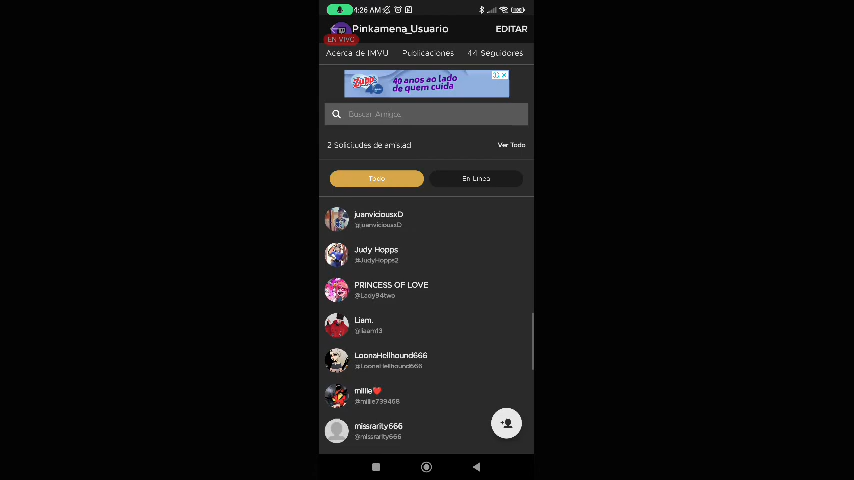 4:26 AM
Pinkamena_Usuario
EDITAR
EN VIVO
Acerca de IMVU
Publicaciones
44 Seguidores
40 anos ao lado
de quem cuida
Buscar Amigos
2 Solicitudes de amistad
Ver Todo
Todo
En Línea
juanviciousxD
@juanviciousxD
Judy Hopps
@JudyHopps2
PRINCESS OF LOVE
@Lady94two
Liam.
@liaam13
LoonaHellhound666
@LoonaHellhound666
millie❤️
@millie739468
missrarity666
@missrarity666